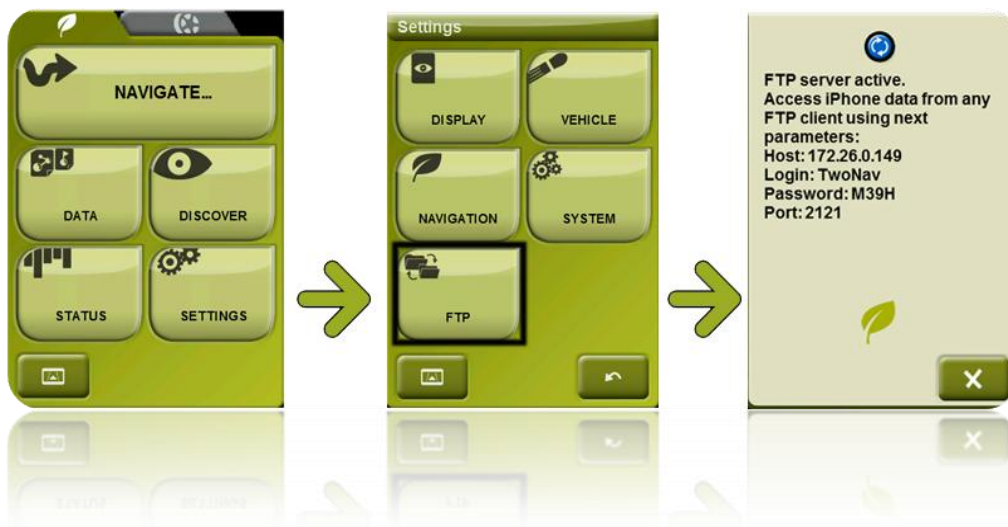 NAVIGATE...
DATA
DISCOVER
STATUS
SETTINGS
Settings
DISPLAY
VEHICLE
NAVIGATION
SYSTEM
FTP
FTP server active.
Access iPhone data from any
FTP client using next
parameters:
Host: 172.26.0.149
Login: TwoNav
Password: M39H
Port: 2121